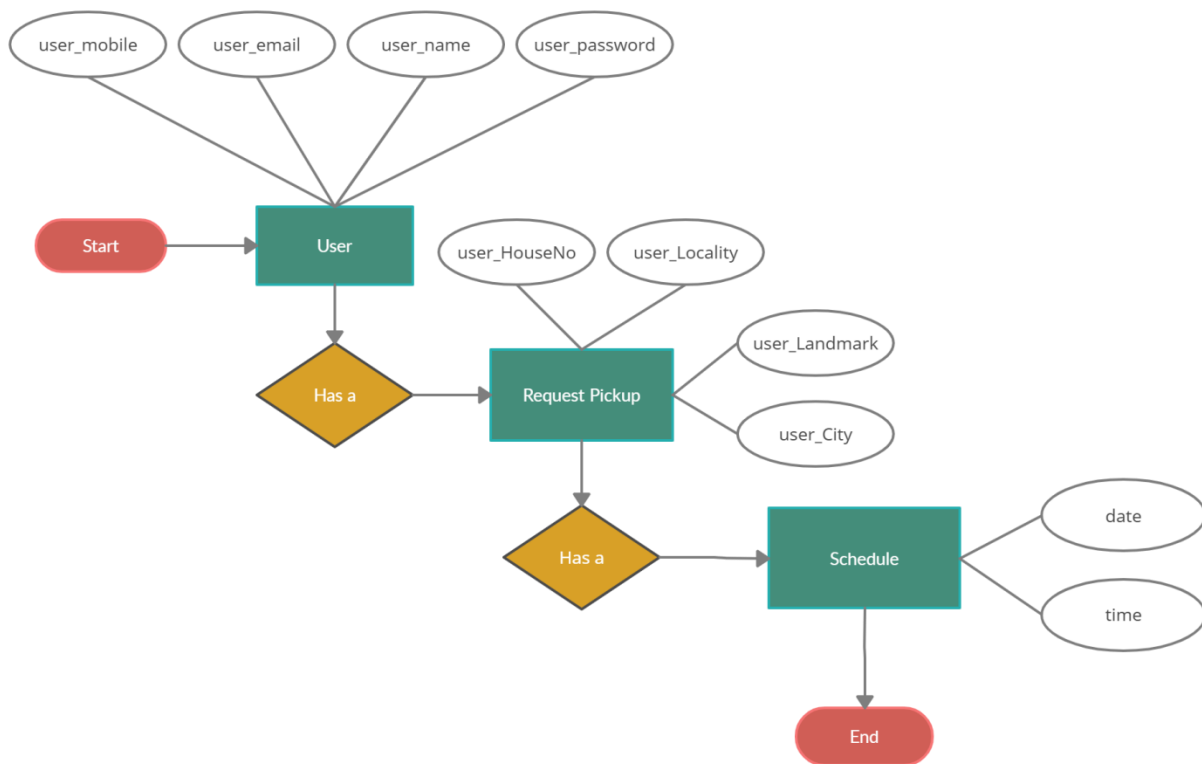 user_mobile
user_email
user_name
user_password
Start
User
user_HouseNo
user_Locality
user_Landmark
Has a
Request Pickup
user_City
date
Has a
Schedule
time
End